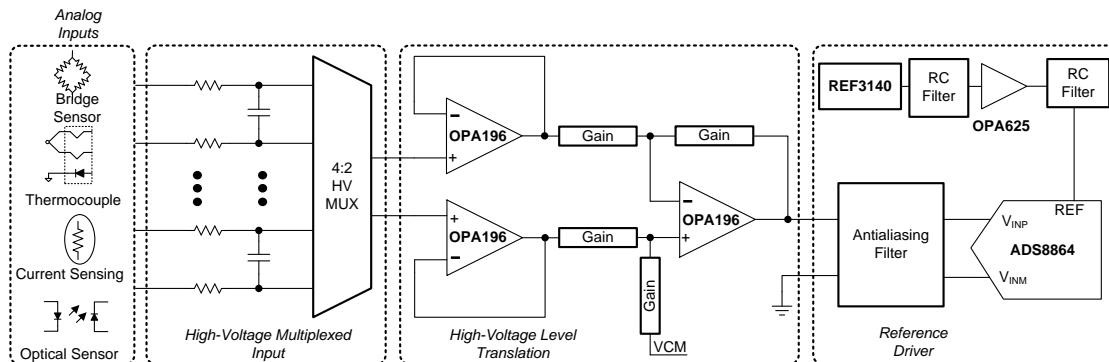 Analog
Inputs
Bridge
Sensor
Thermocouple
Current Sensing
Optical Sensor
4:2
HV
MUX
High-Voltage Multiplexed
Input
OPA196
+
Gain
Gain
+
OPA196
Gain
OPA196
+
Gain
VCM
High-Voltage Level
Translation
REF3140
RC
Filter
OPA625
RC
Filter
Antialiasing
Filter
REF
VINP
ADS8864
VINM
Reference
Driver